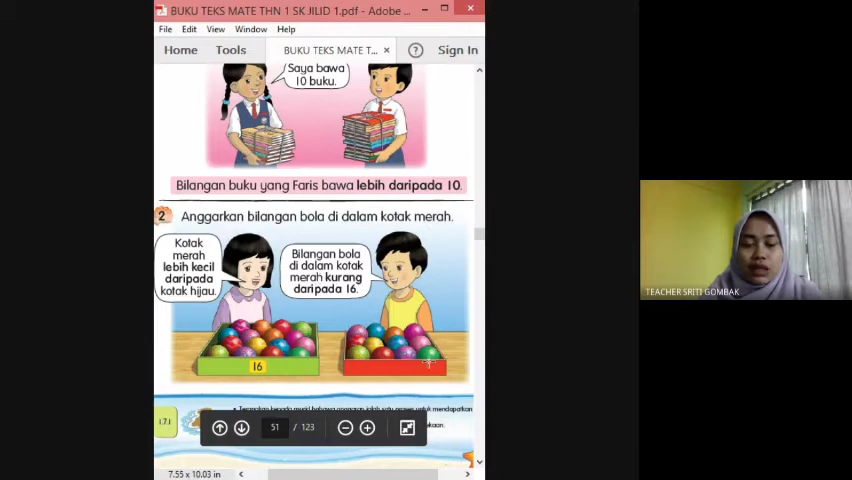 BUKU TEKS MATE THN 1 SK JILID 1.pdf - Adobe ...
File Edit View Window Help
Home Tools BUKU TEKS MATE T... × ? Sign In
Saya bawa
10 buku.
Bilangan buku yang Faris bawa lebih daripada 10.
2 Anggarkan bilangan bola di dalam kotak merah.
Kotak
merah
lebih kecil
daripada
kotak hijau.
Bilangan bola
di dalam kotak
merah kurang
daripada 16.
16
TEACHER SRITI GOMBAK
1.7.1
51 / 123
7.55 x 10.03 in